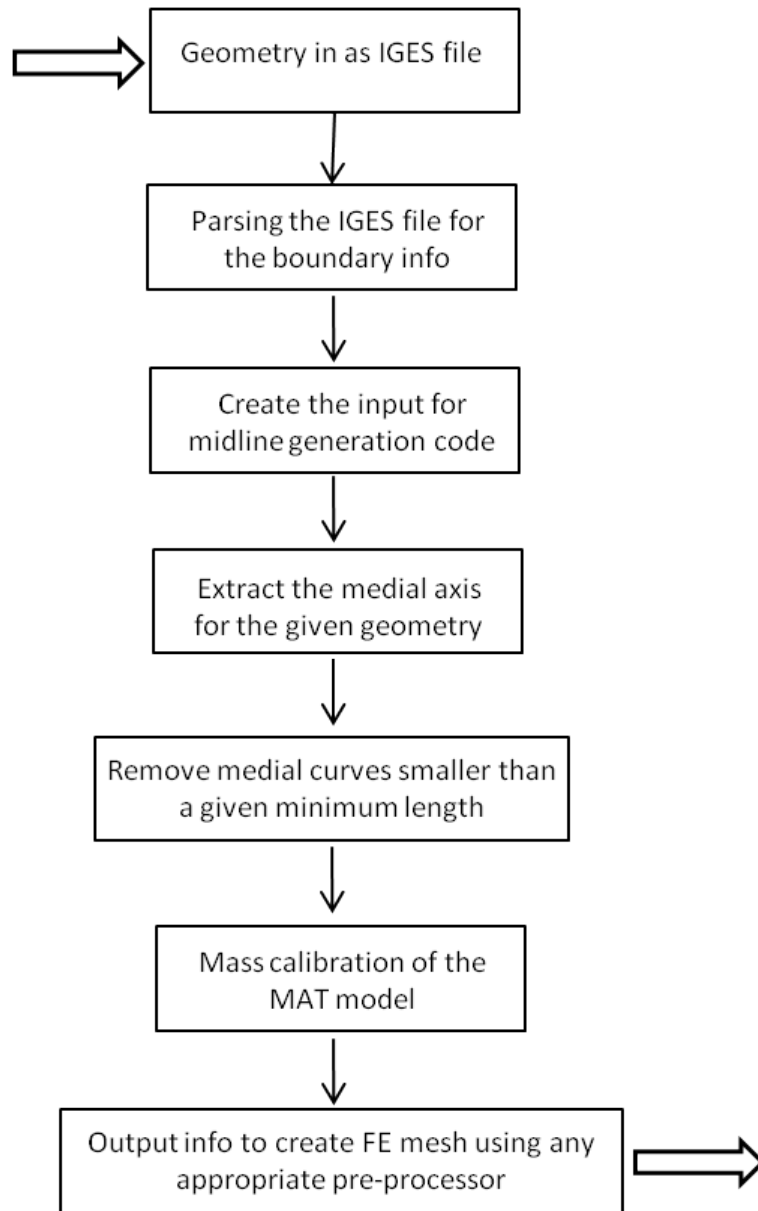 Geometry in as IGES file
Parsing the IGES file for
the boundary info
Create the input for
midline generation code
Extract the medial axis
for the given geometry
Remove medial curves smaller than
a given minimum length
Mass calibration of the
MAT model
Output info to create FE mesh using any
appropriate pre-processor